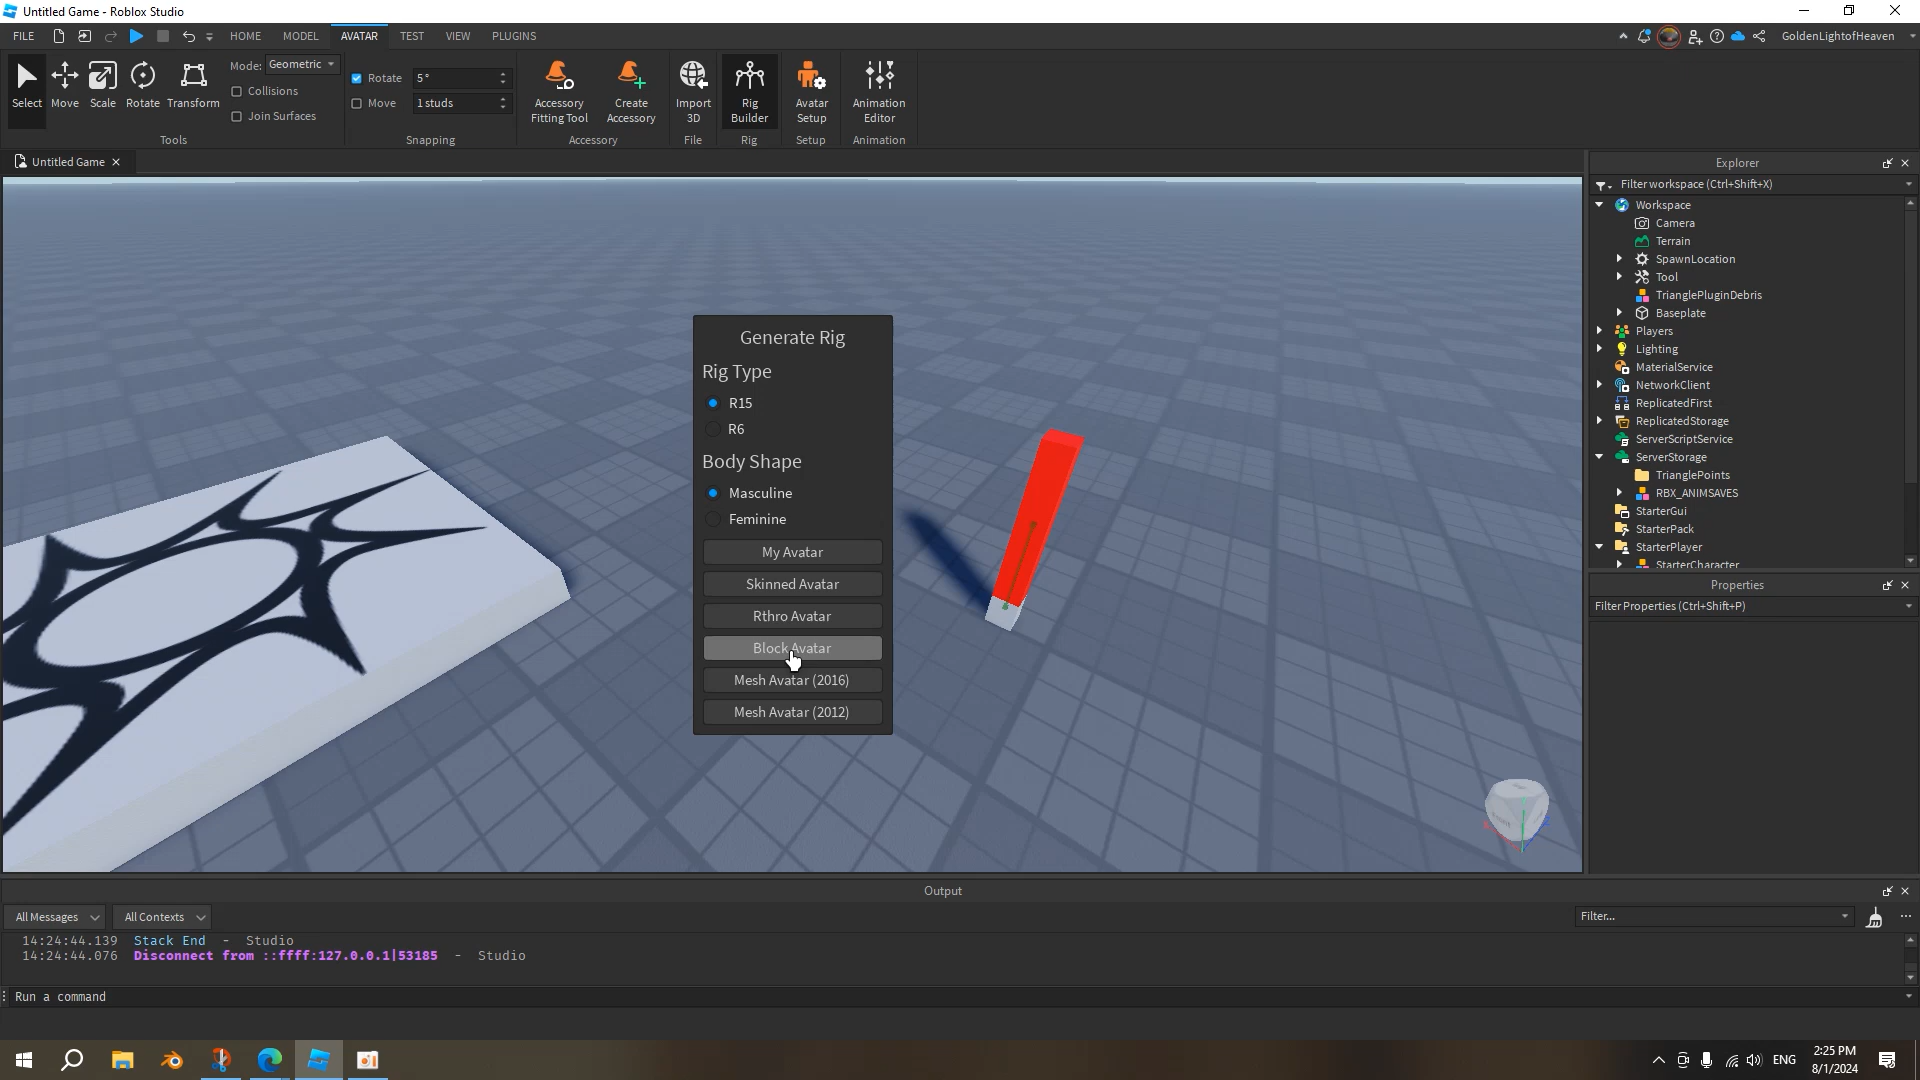 Untitled Game - Roblox Studio
FILE HOME MODEL AVATAR TEST VIEW PLUGINS GoldenLightofHeaven
Select Move Scale Rotate Transform
Mode: Geometric
Collisions
Join Surfaces
Tools
Rotate 5°
Move 1 studs
Snapping
Accessory Fitting Tool
Create Accessory
Accessory
Import 3D
File
Rig Builder
Rig
Avatar Setup
Setup
Animation Editor
Animation
Untitled Game
Generate Rig
Rig Type
R15
R6
Body Shape
Masculine
Feminine
My Avatar
Skinned Avatar
Rthro Avatar
Block Avatar
Mesh Avatar (2016)
Mesh Avatar (2012)
Explorer
Filter workspace (Ctrl+Shift+X)
Workspace
Camera
Terrain
SpawnLocation
Tool
TrianglePluginDebris
Baseplate
Players
Lighting
MaterialService
NetworkClient
ReplicatedFirst
ReplicatedStorage
ServerScriptService
ServerStorage
TrianglePoints
RBX_ANIMSAVES
StarterGui
StarterPack
StarterPlayer
StarterCharacter
Properties
Filter Properties (Ctrl+Shift+P)
Output
All Messages All Contexts Filter...
14:24:44.139 Stack End - Studio
14:24:44.076 Disconnect from ::ffff:127.0.0.1|53185 - Studio
Run a command
ENG
2:25 PM
8/1/2024